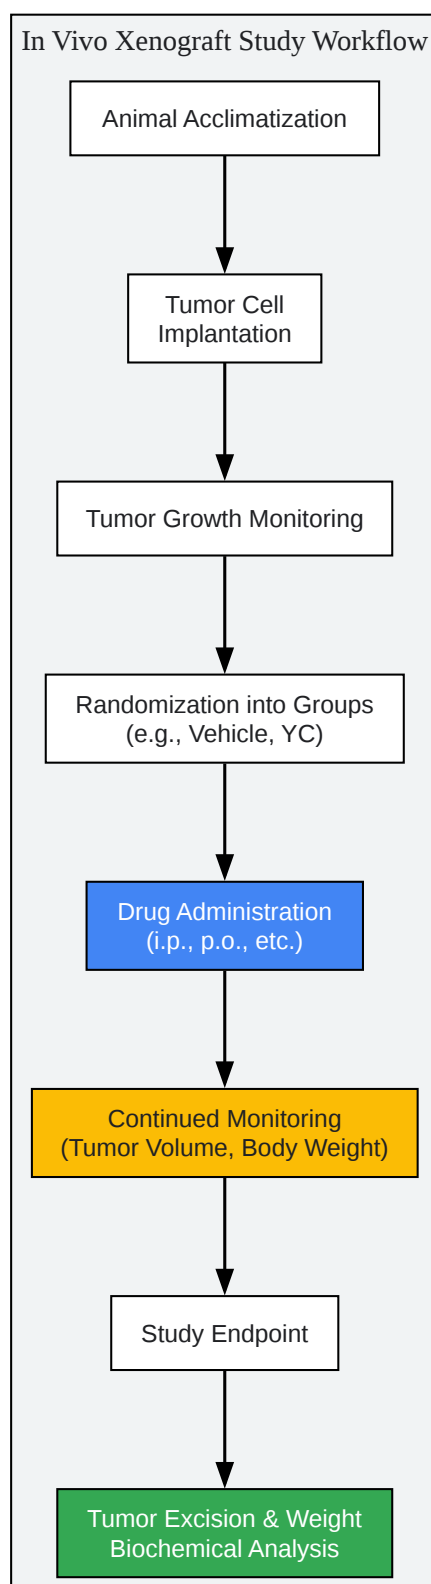 In Vivo Xenograft Study Workflow
Animal Acclimatization
Tumor Cell
Implantation
Tumor Growth Monitoring
Randomization into Groups
(e.g., Vehicle, YC)
Drug Administration
(i.p., p.o., etc.)
Continued Monitoring
(Tumor Volume, Body Weight)
Study Endpoint
Tumor Excision & Weight
Biochemical Analysis